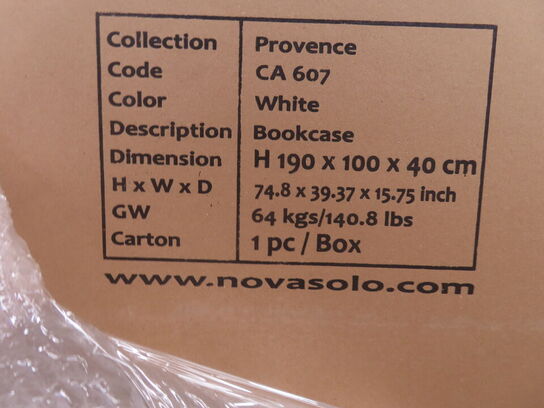 Collection Provence
Code CA 607
Color White
Description Bookcase
Dimension H 190 x 100 x 40 cm
H x W x D 74.8 x 39.37 x 15.75 inch
GW 64 kgs/140.8 lbs
Carton 1 pc / Box
www.novasolo.com